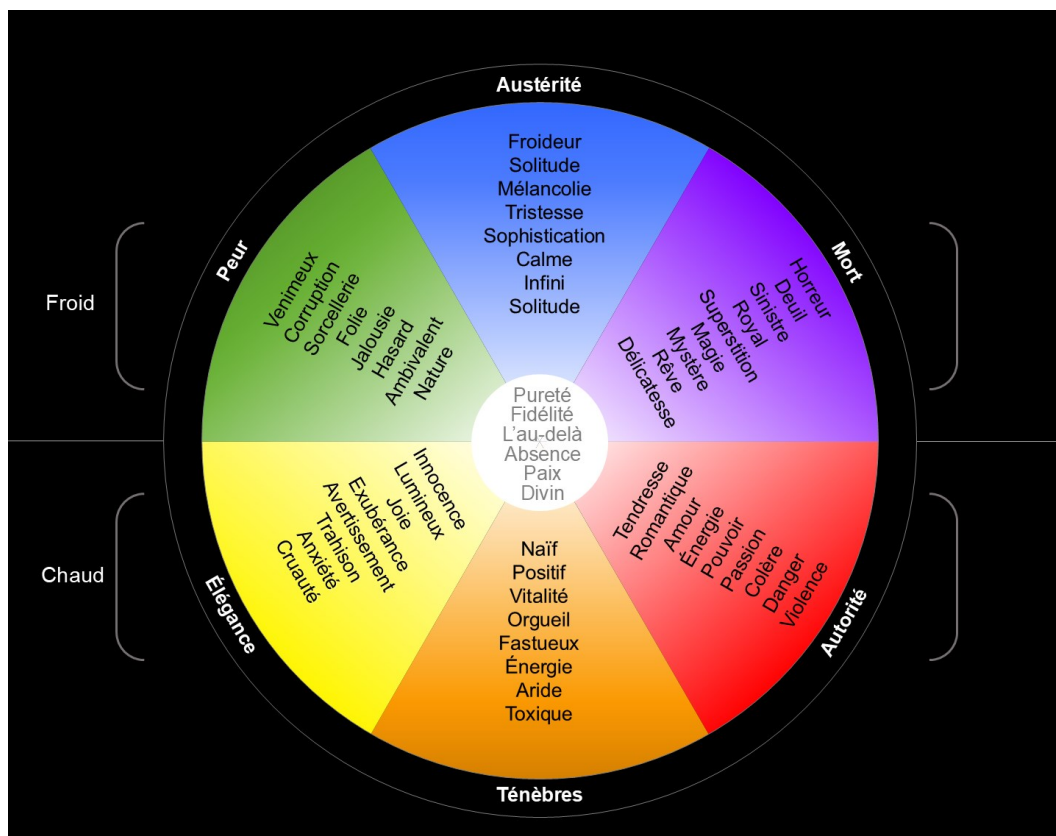 Austérité
Froideur
Solitude
Mélancolie
Tristesse
Sophistication
Calme
Infini
Solitude
Mort
Horreur
Deuil
Sinistre
Royal
Superstition
Magie
Mystère
Rêve
Délicatesse
Peur
Venimeux
Corruption
Sorcellerie
Folie
Jalousie
Hasard
Ambivalent
Nature
Froid
Pureté
Fidélité
L'au-delà
Absence
Paix
Divin
Chaud
Élégance
Innocence
Lumineux
Joie
Exubérance
Avertissement
Trahison
Anxiété
Cruauté
Naïf
Positif
Vitalité
Orgueil
Fastueux
Énergie
Aride
Toxique
Ténèbres
Tendresse
Romantique
Amour
Énergie
Pouvoir
Passion
Colère
Danger
Violence
Autorité